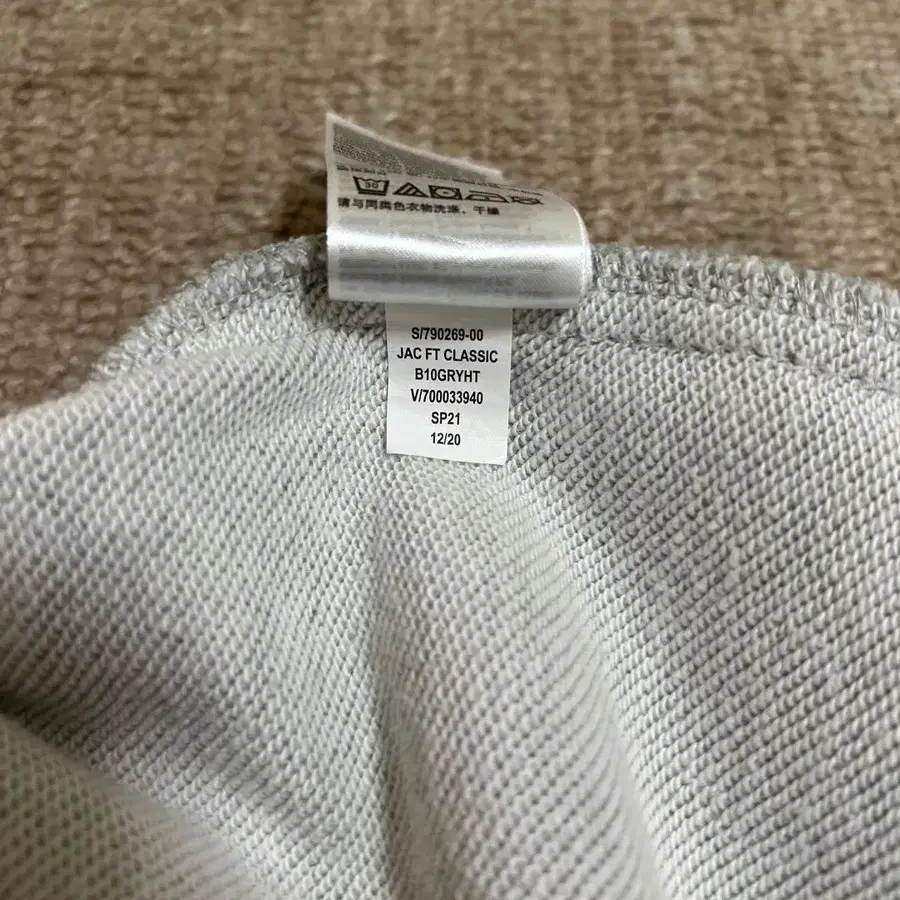 30
请与同类色衣物洗涤，干燥
S/790269-00
JAC FT CLASSIC
B10GRYHT
V/700033940
SP21
12/20